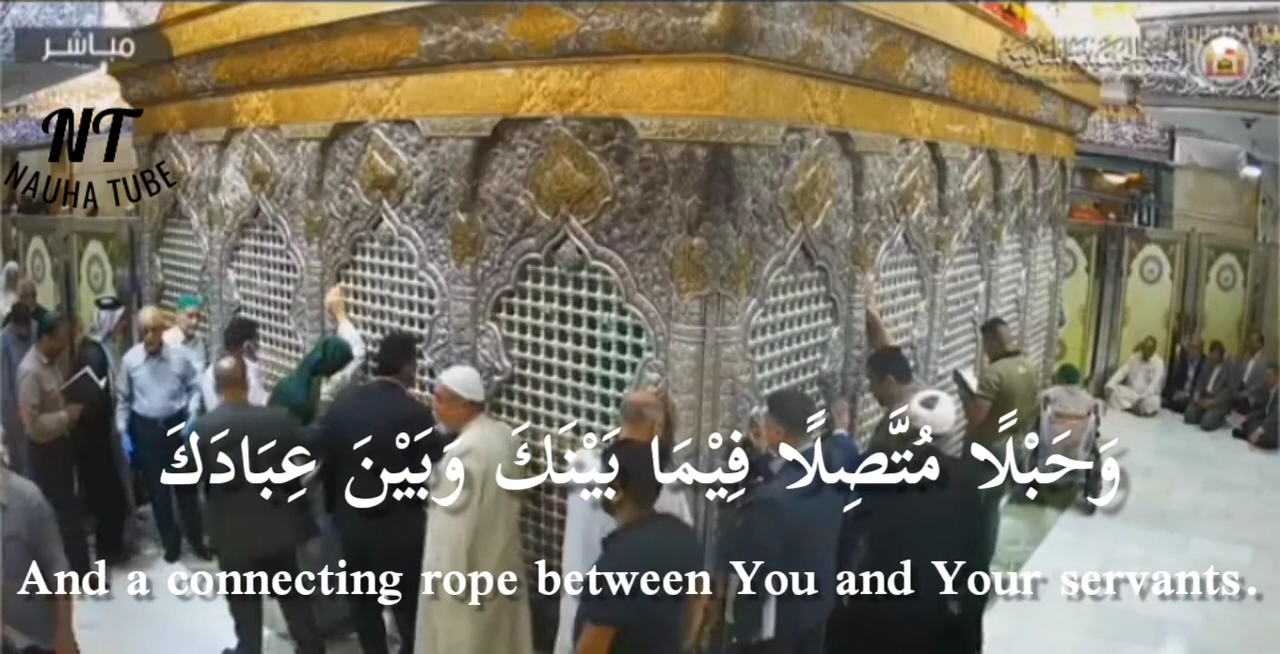 مباشر
NT
NAUHA TUBE
وَحَبْلًا مُتَّصِلًا فِيْمَا بَيْنَكَ وَبَيْنَ عِبَادَكَ
And a connecting rope between You and Your servants.